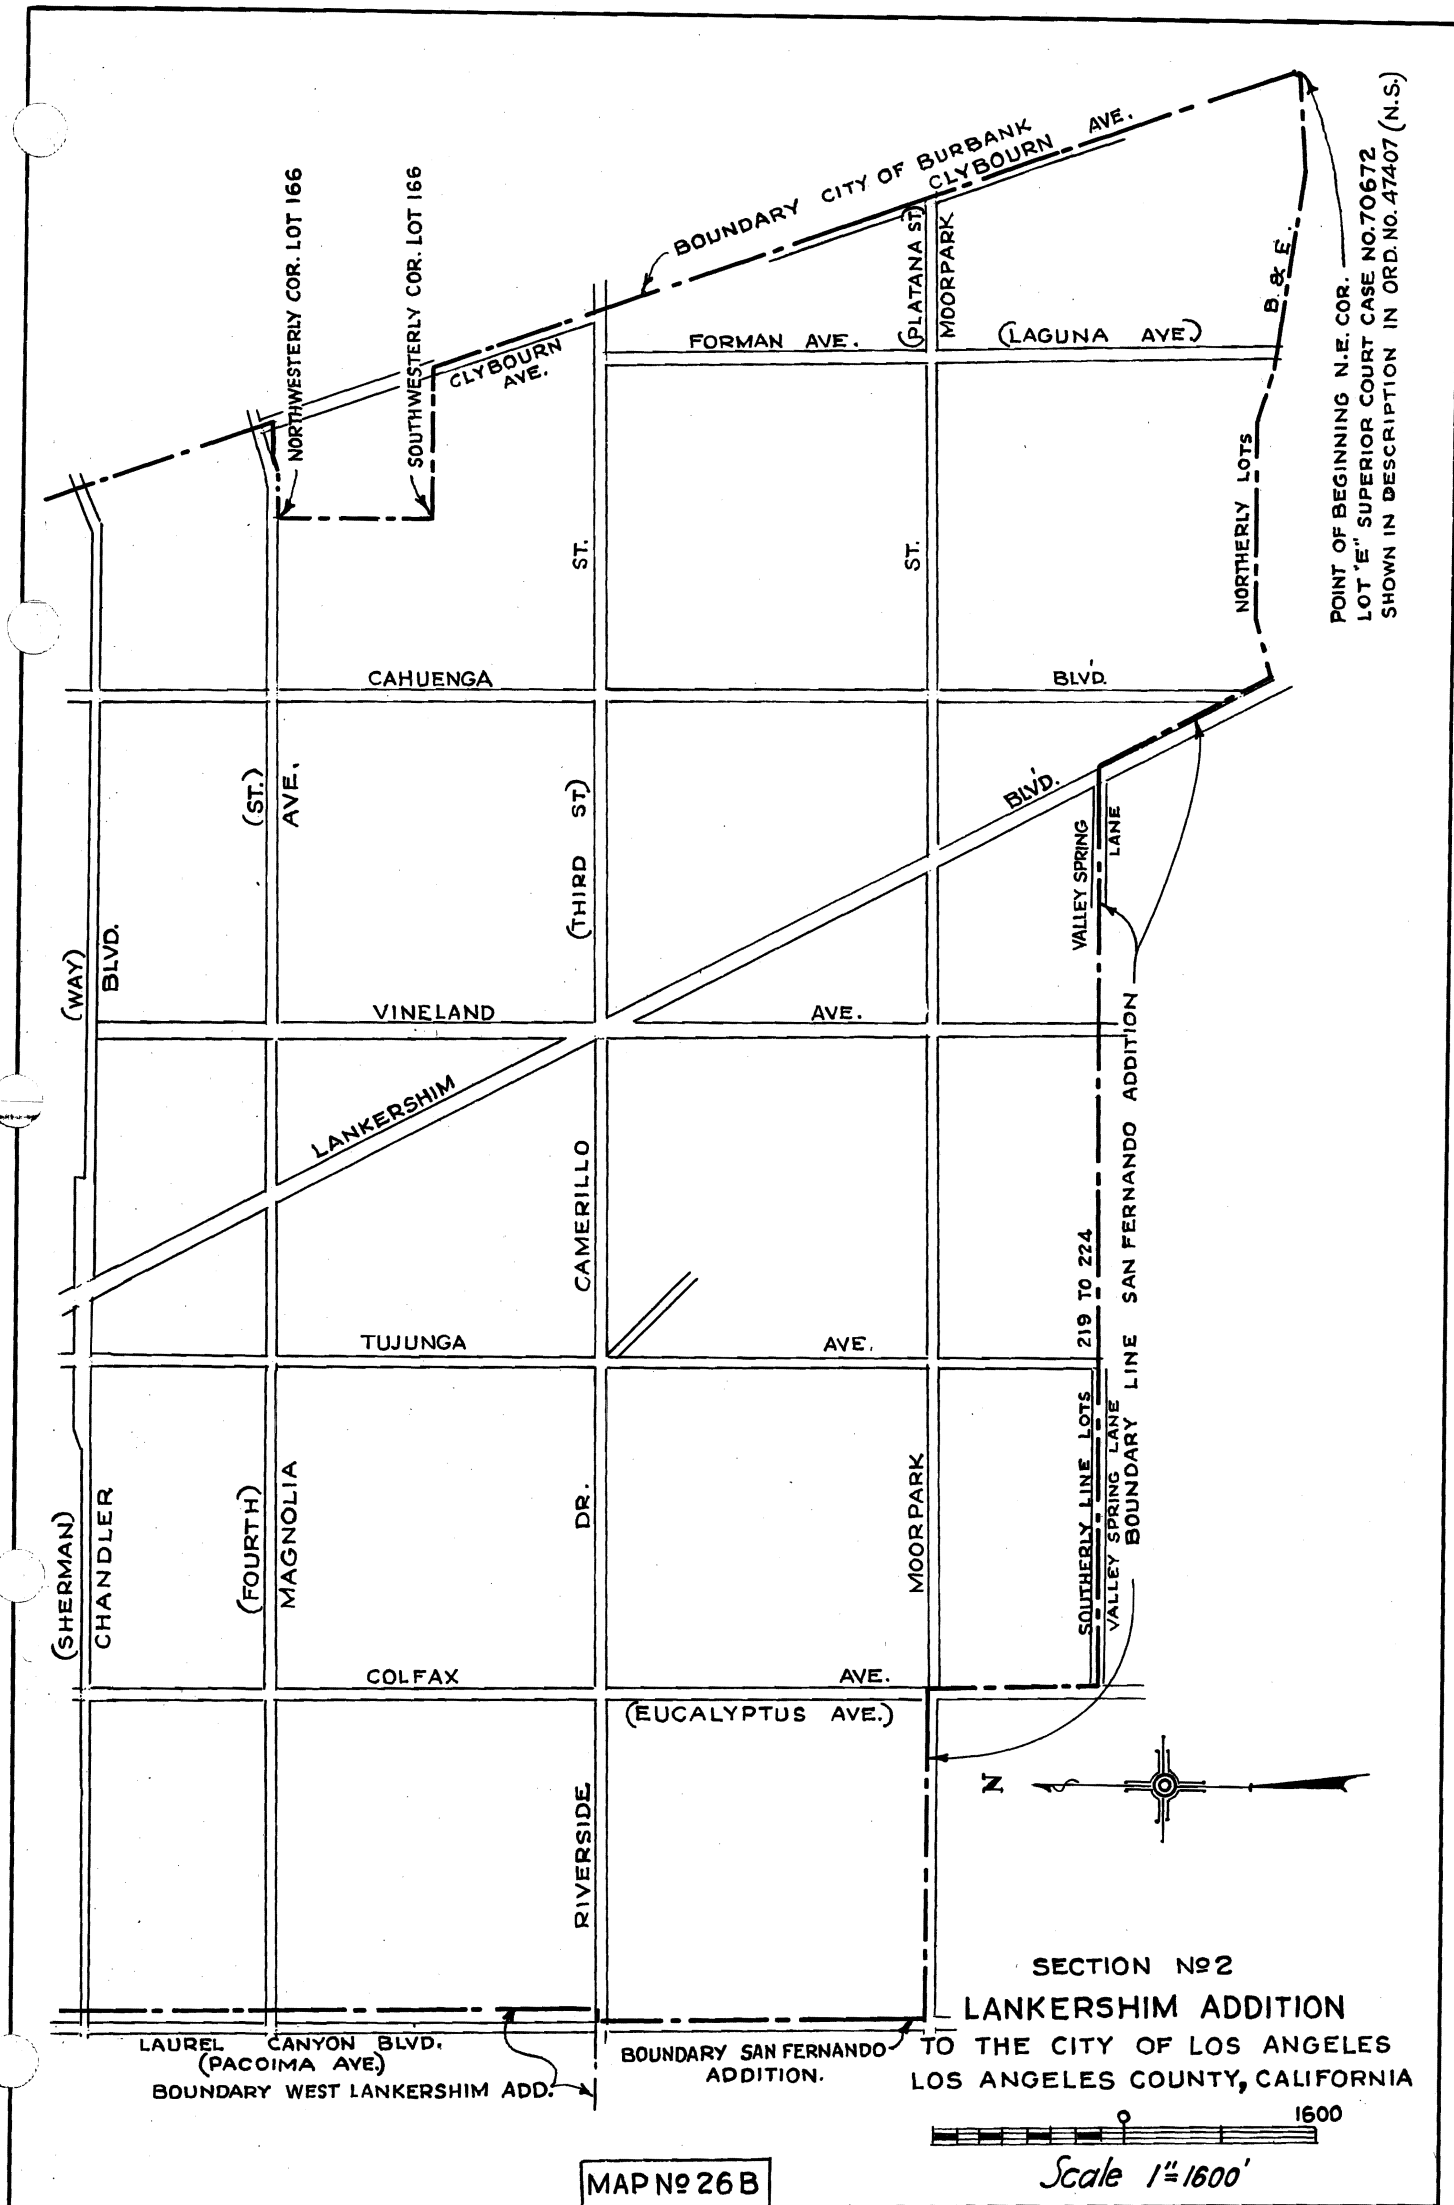 BOUNDARY CITY OF BURBANK
CLYBOURN AVE.
NORTHWESTERLY COR. LOT 166
SOUTHWESTERLY COR. LOT 166
CLYBOURN
AVE.
(PLATANA ST.)
MOORPARK
FORMAN AVE.
(LAGUNA AVE.)
B. & E.
NORTHERLY LOTS
POINT OF BEGINNING N.E. COR.
LOT "E" SUPERIOR COURT CASE NO. 70672
SHOWN IN DESCRIPTION IN ORD. NO. 47407 (N.S.)
ST.
ST.
CAHUENGA
BLV'D.
(ST.)
AVE.
(THIRD ST)
BLV'D.
VALLEY SPRING
LANE
(WAY)
BLVD.
VINELAND
AVE.
LANKERSHIM
CAMERILLO
TUJUNGA
AVE.
SOUTHERLY LINE LOTS 219 TO 224
VALLEY SPRING LANE
BOUNDARY LINE SAN FERNANDO ADDITION
(SHERMAN)
CHANDLER
(FOURTH)
MAGNOLIA
DR.
MOORPARK
COLFAX
AVE.
(EUCALYPTUS AVE.)
N
RIVERSIDE
LAUREL CANYON BLVD.
(PACOIMA AVE.)
BOUNDARY WEST LANKERSHIM ADD.
BOUNDARY SAN FERNANDO
ADDITION.
SECTION Nº 2
LANKERSHIM ADDITION
TO THE CITY OF LOS ANGELES
LOS ANGELES COUNTY, CALIFORNIA
0 1600
Scale 1"=1600'
MAP Nº 26 B